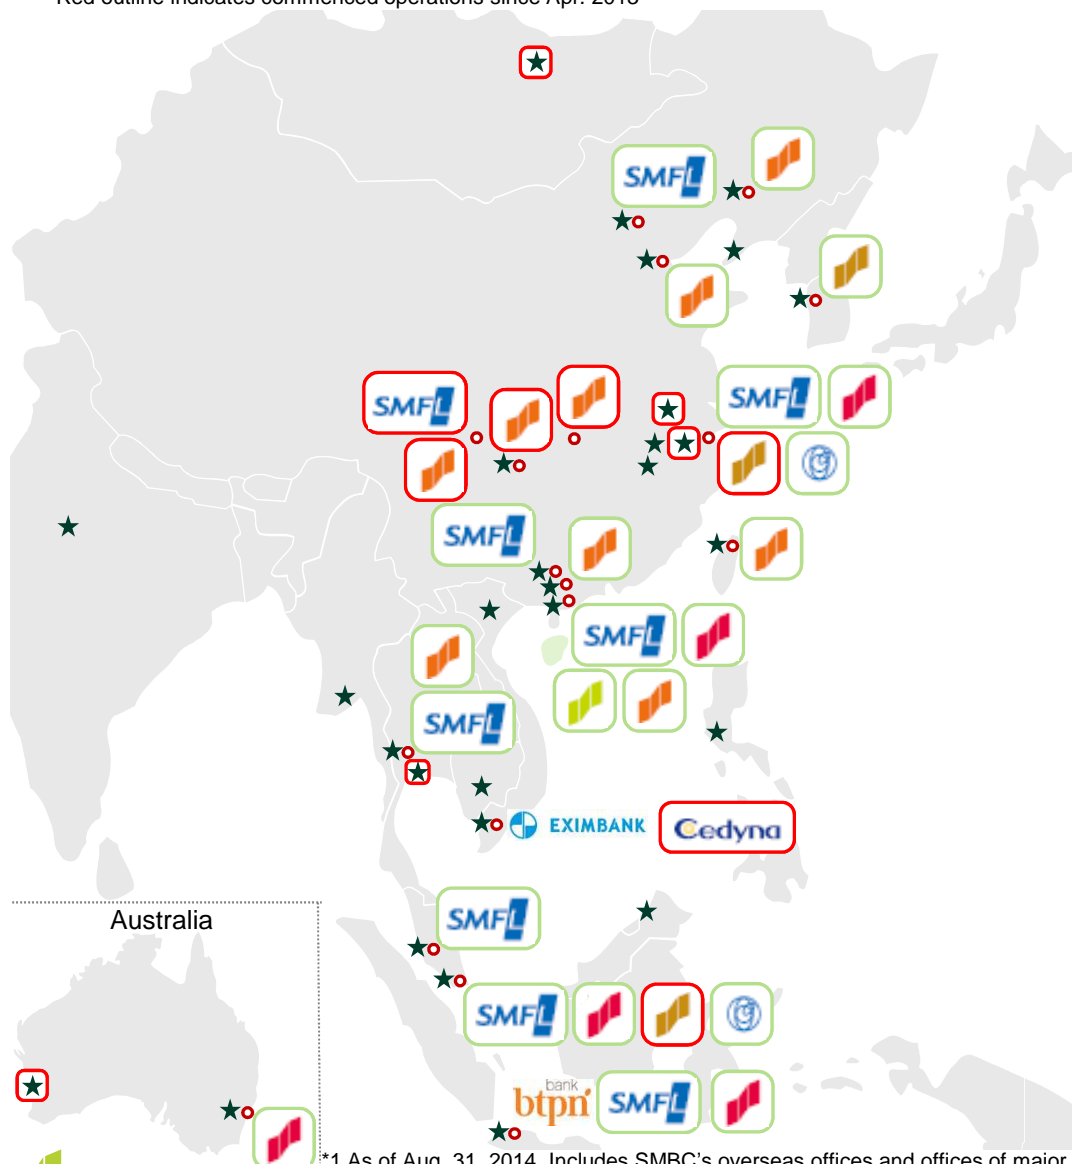 Red outline indicates commenced operations since Apr. 2013
SMFL
SMFL
SMFL
SMFL
SMFL
SMFL
EXIMBANK
Cedyna
SMFL
Australia
SMFL
bank
btpn
SMFL
*1 As of Aug. 31, 2014. Includes SMBC's overseas offices and offices of major